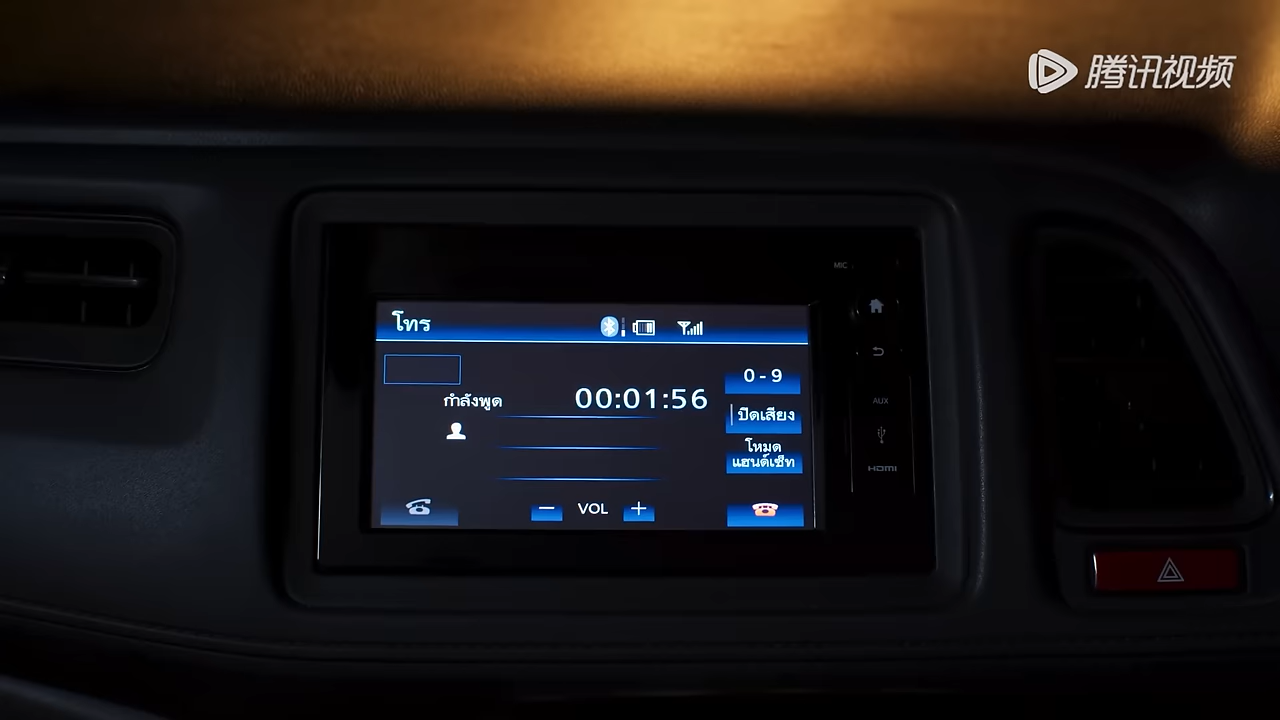 腾讯视频
MIC
โทร
0 - 9
กำลังพูด
00:01:56
ปิดเสียง
โหมด
แฮนด์เซ็ท
VOL
AUX
HDMI